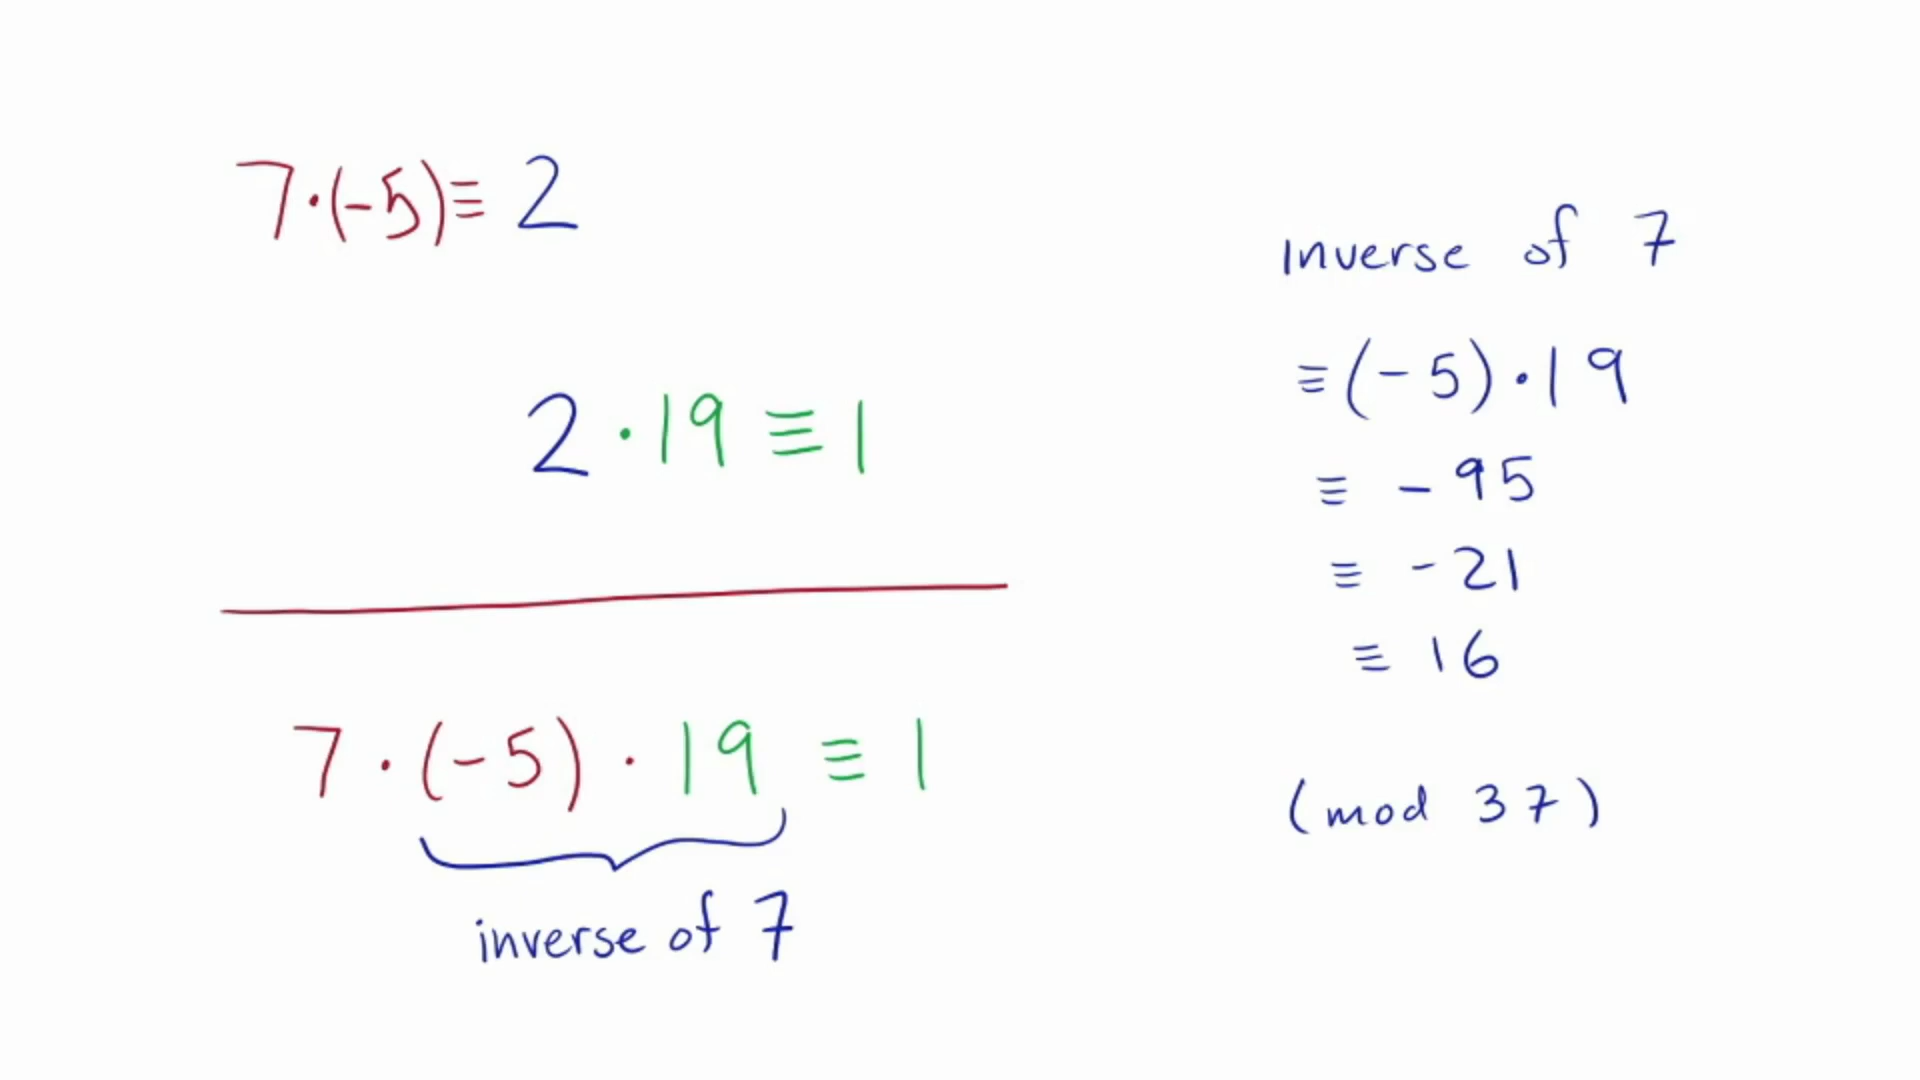 7·(-5)≡ 2
2·19≡1
7·(-5)·19≡1
inverse of 7
Inverse of 7
≡(-5)·19
≡ -95
≡ -21
≡ 16
(mod 37)